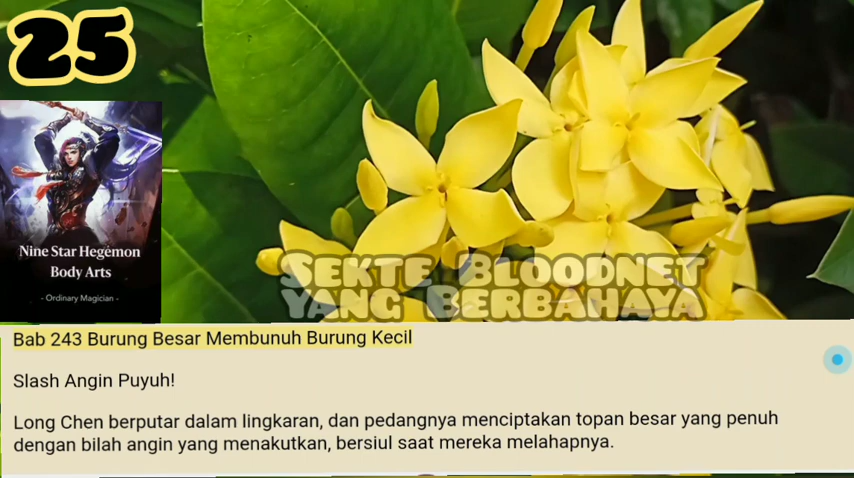 25
Nine Star Hegemon
Body Arts
- Ordinary Magician -
Sekte Bloodnet
Yang Berbahaya
Bab 243 Burung Besar Membunuh Burung Kecil
Slash Angin Puyuh!
Long Chen berputar dalam lingkaran, dan pedangnya menciptakan topan besar yang penuh
dengan bilah angin yang menakutkan, bersiul saat mereka melahapnya.